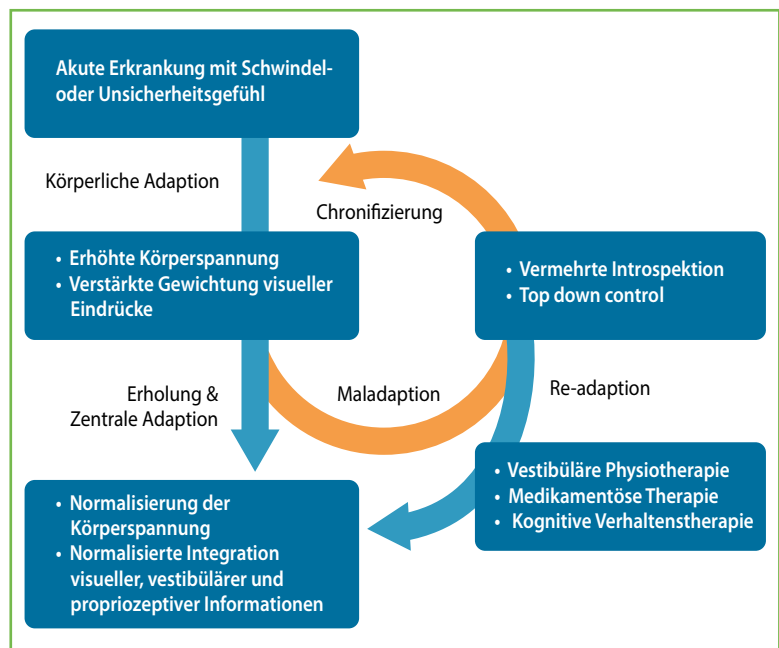 Akute Erkrankung mit Schwindel-
oder Unsicherheitsgefühl
Körperliche Adaption
Chronifizierung
• Erhöhte Körperspannung
• Verstärkte Gewichtung visueller
Eindrücke
• Vermehrte Introspektion
• Top down control
Erholung &
Zentrale Adaption
Maladaption
Re-adaption
• Vestibuläre Physiotherapie
• Medikamentöse Therapie
• Kognitive Verhaltenstherapie
• Normalisierung der
Körperspannung
• Normalisierte Integration
visueller, vestibulärer und
propriozeptiver Informationen